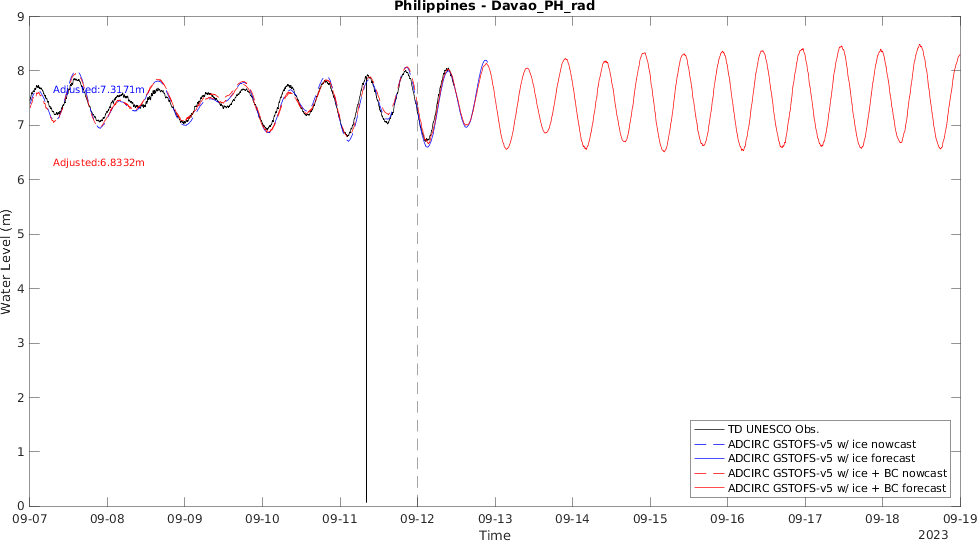 Philippines - Davao_PH_rad
9
8
7
6
5
4
3
2
1
0
Water Level (m)
Adjusted:7.3171m
Adjusted:6.8332m
TD UNESCO Obs.
ADCIRC GSTOFS-v5 w/ ice nowcast
ADCIRC GSTOFS-v5 w/ ice forecast
ADCIRC GSTOFS-v5 w/ ice + BC nowcast
ADCIRC GSTOFS-v5 w/ ice + BC forecast
09-07 09-08 09-09 09-10 09-11 09-12 09-13 09-14 09-15 09-16 09-17 09-18 09-19
Time
2023